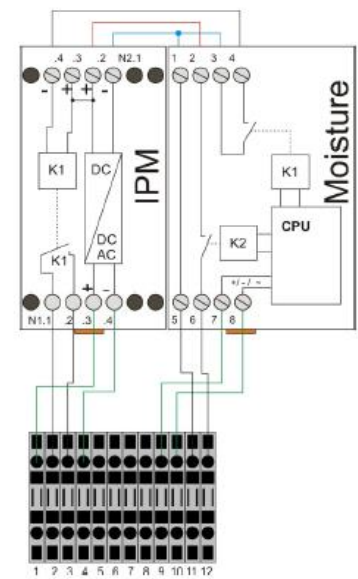 .4 .3 .2 N2.1 1 2 3 4
- + + -
K1
DC
DC
AC
IPM
K1
K1
CPU
K2
+/-/~
Moisture
+ -
N1.1 .2 .3 .4 5 6 7 8
1 2 3 4 5 6 7 8 9 10 11 12